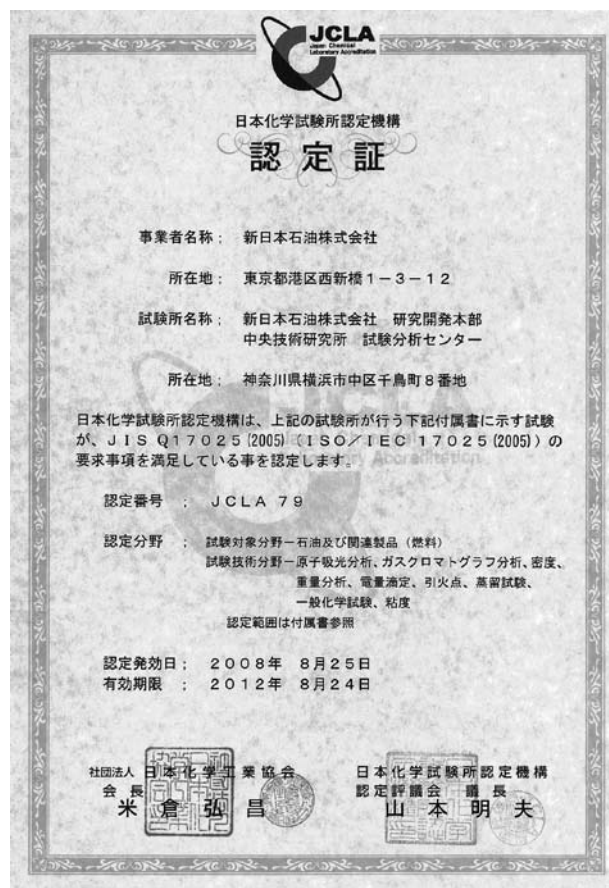 JCLA
Japan Chemical
Laboratory Accreditation
日本化学試験所認定機構
認定証
事業者名称： 新日本石油株式会社
所在地： 東京都港区西新橋１－３－１２
試験所名称： 新日本石油株式会社 研究開発本部
中央技術研究所 試験分析センター
所在地： 神奈川県横浜市中区千鳥町８番地
日本化学試験所認定機構は、上記の試験所が行う下記付属書に示す試験
が、ＪＩＳ Ｑ１７０２５(2005)（ＩＳＯ／ＩＥＣ １７０２５(2005)）の
要求事項を満足している事を認定します。
認定番号 ： ＪＣＬＡ ７９
認定分野 ： 試験対象分野－石油及び関連製品（燃料）
試験技術分野－原子吸光分析、ガスクロマトグラフ分析、密度、
重量分析、電量滴定、引火点、蒸留試験、
一般化学試験、粘度
認定範囲は付属書参照
認定発効日： ２００８年 ８月２５日
有効期限 ： ２０１２年 ８月２４日
社団法人 日本化学工業協会
会長
米倉弘昌
日本化学試験所認定機構
認定評議会 議長
山本明夫